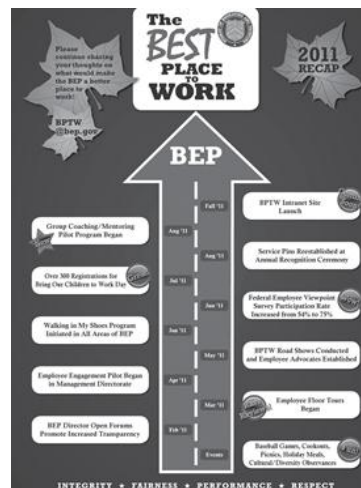 The
BEST
PLACE
TO
WORK
Please
continue sharing
your thoughts on
what would make
the BEP a better
place to
work!
BPTW
@bep.gov
2011
RECAP
BEP
Fall '11
BPTW Intranet Site
Launch
Group Coaching/Mentoring
Pilot Program Began
Aug '11
Aug '11
Service Pins Reestablished at
Annual Recognition Ceremony
Over 300 Registrations for
Bring Our Children to Work Day
Jul '11
Jun '11
Federal Employee Viewpoint
Survey Participation Rate
Increased from 54% to 75%
Walking in My Shoes Program
Initiated in All Areas of BEP
Jun '11
May '11
BPTW Road Shows Conducted
and Employee Advocates Established
Employee Engagement Pilot Began
in Management Directorate
Apr '11
Mar '11
Employee Floor Tours
Began
BEP Director Open Forums
Promote Increased Transparency
Feb '11
Events
Baseball Games, Cookouts,
Picnics, Holiday Meals,
Cultural/Diversity Observances
INTEGRITY ★ FAIRNESS ★ PERFORMANCE ★ RESPECT